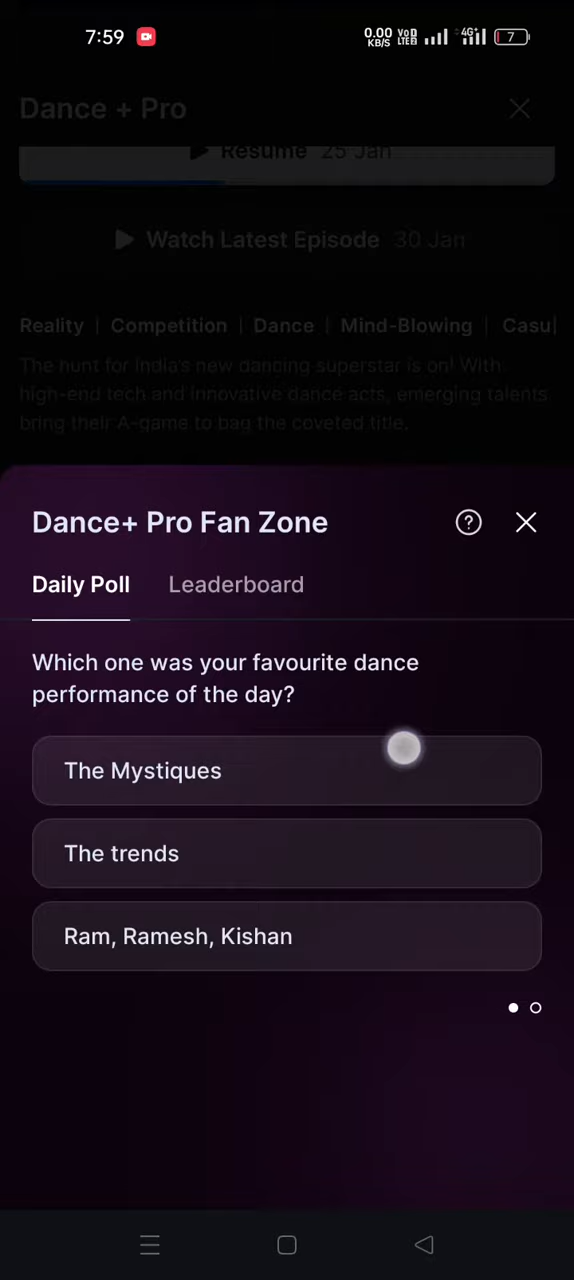 7:59
0.00 KB/S VoD LTE2 4G+ 7
Dance + Pro
Resume 25 Jan
Watch Latest Episode 30 Jan
Reality | Competition | Dance | Mind-Blowing | Casu
The hunt for India's new dancing superstar is on! With
high-end tech and innovative dance acts, emerging talents
bring their A-game to bag the coveted title.
Dance+ Pro Fan Zone
Daily Poll Leaderboard
Which one was your favourite dance
performance of the day?
The Mystiques
The trends
Ram, Ramesh, Kishan